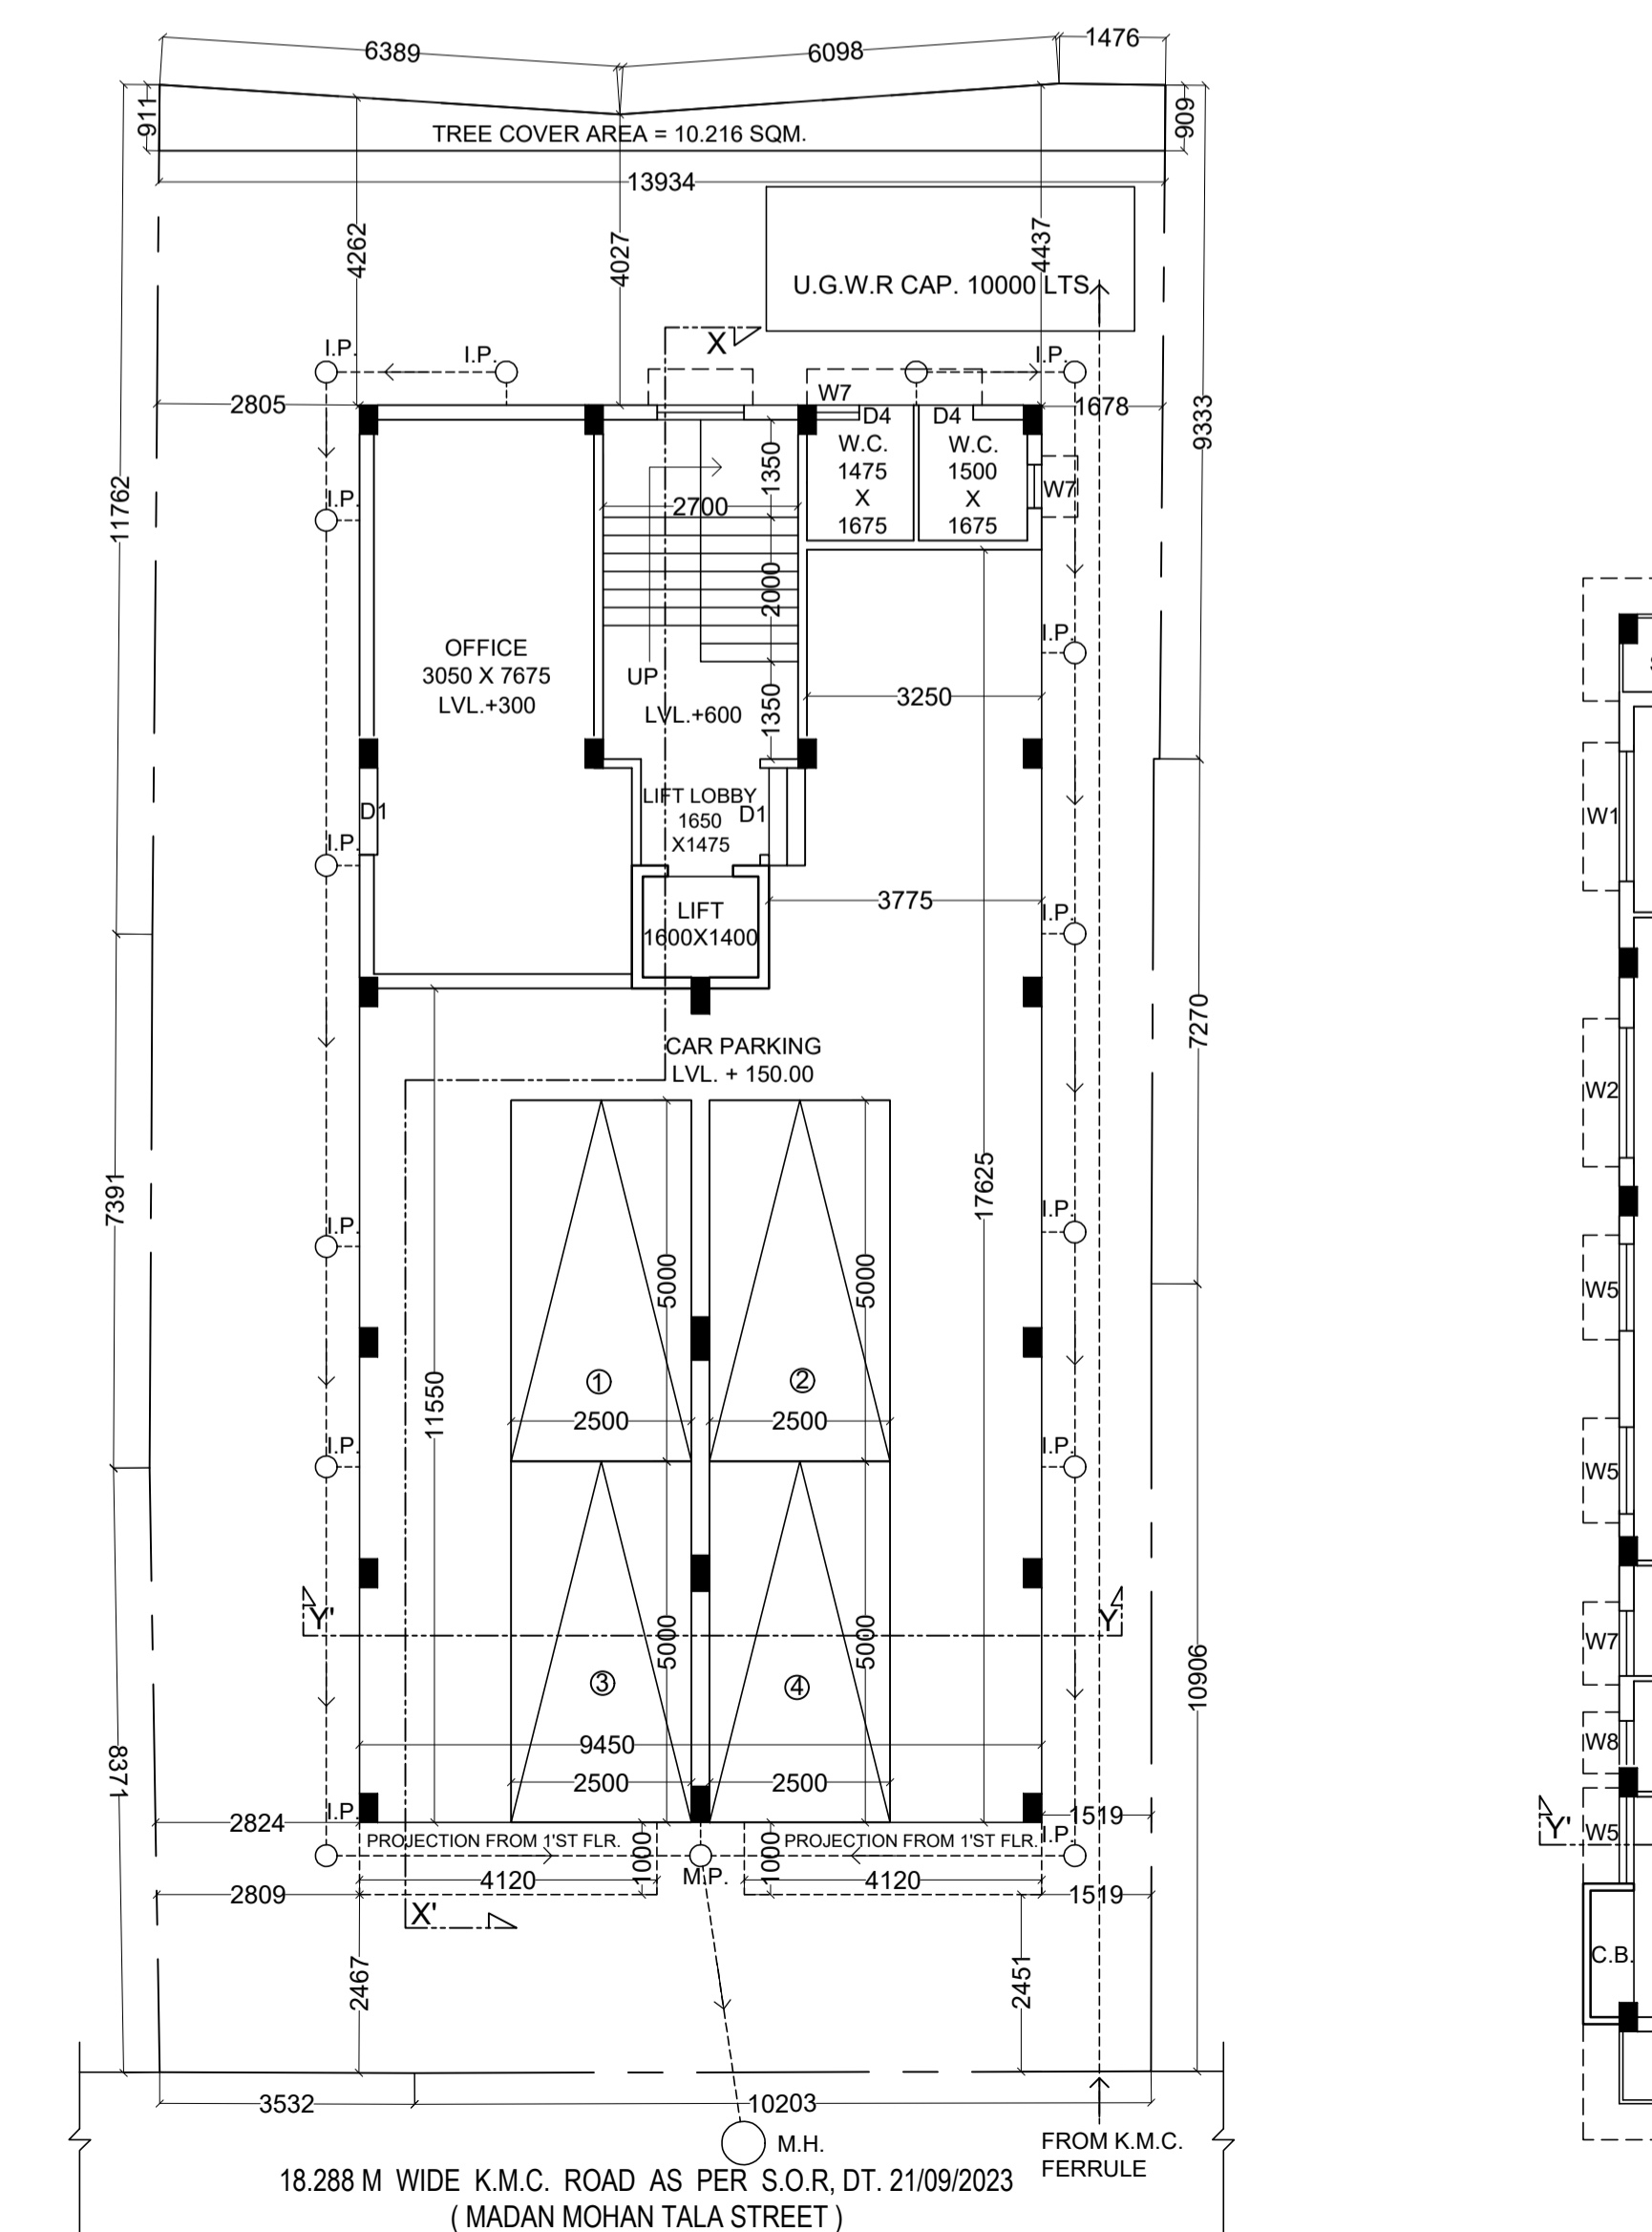 6389
6098
1476
911
909
TREE COVER AREA = 10.216 SQM.
13934
4262
4027
4437
U.G.W.R CAP. 10000 LTS
X
I.P.
I.P.
I.P.
2805
W7
1678
9333
D4
D4
W.C.
1475
X
1675
W.C.
1500
X
1675
1350
W7
11762
I.P.
2700
2000
I.P.
OFFICE
3050 X 7675
LVL.+300
UP
LVL.+600
1350
3250
D1
LIFT LOBBY
1650
X1475
D1
I.P.
W1
3775
I.P.
LIFT
1600X1400
7270
CAR PARKING
LVL. + 150.00
W2
17625
7391
I.P.
I.P.
5000
5000
W5
1
2
11550
2500
2500
I.P.
I.P.
W5
Y'
Y
5000
5000
W7
3
4
10906
9450
W8
8371
2500
2500
I.P.
2824
1519
PROJECTION FROM 1'ST FLR.
1000
1000
PROJECTION FROM 1'ST FLR.
I.P.
Y'
W5
4120
M.P.
4120
2809
1519
X'
2467
2451
C.B.
3532
10203
M.H.
FROM K.M.C.
FERRULE
18.288 M WIDE K.M.C. ROAD AS PER S.O.R, DT. 21/09/2023
( MADAN MOHAN TALA STREET )